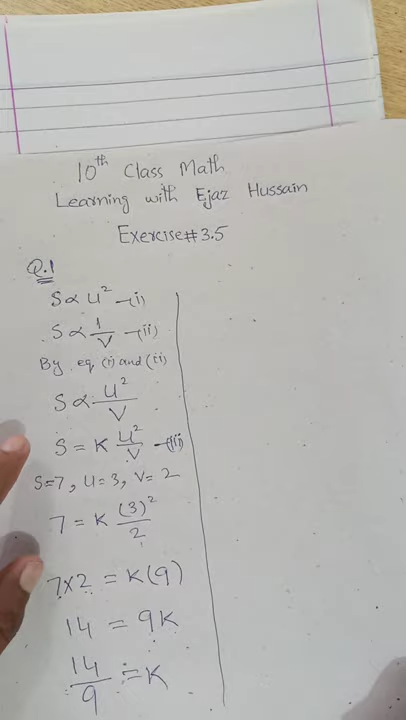 10th Class Math
Learning with Ejaz Hussain
Exercise#3.5
Q.1
S∝U² —(i)
S∝1/V —(ii)
By eq (i) and (ii)
S∝U²/V
S = K U²/V —(iii)
S=7, U=3, V=2
7 = K (3)²/2
7×2 = K(9)
14 = 9K
14/9 = K